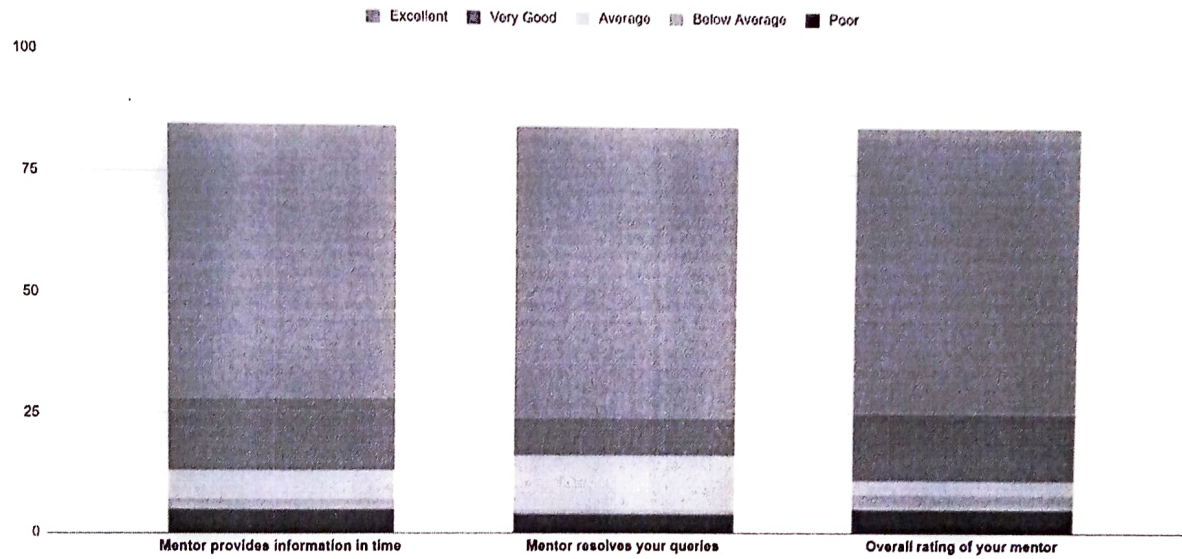 Excellent Very Good Average Below Average Poor
100
75
50
25
0
Mentor provides information in time Mentor resolves your queries Overall rating of your mentor